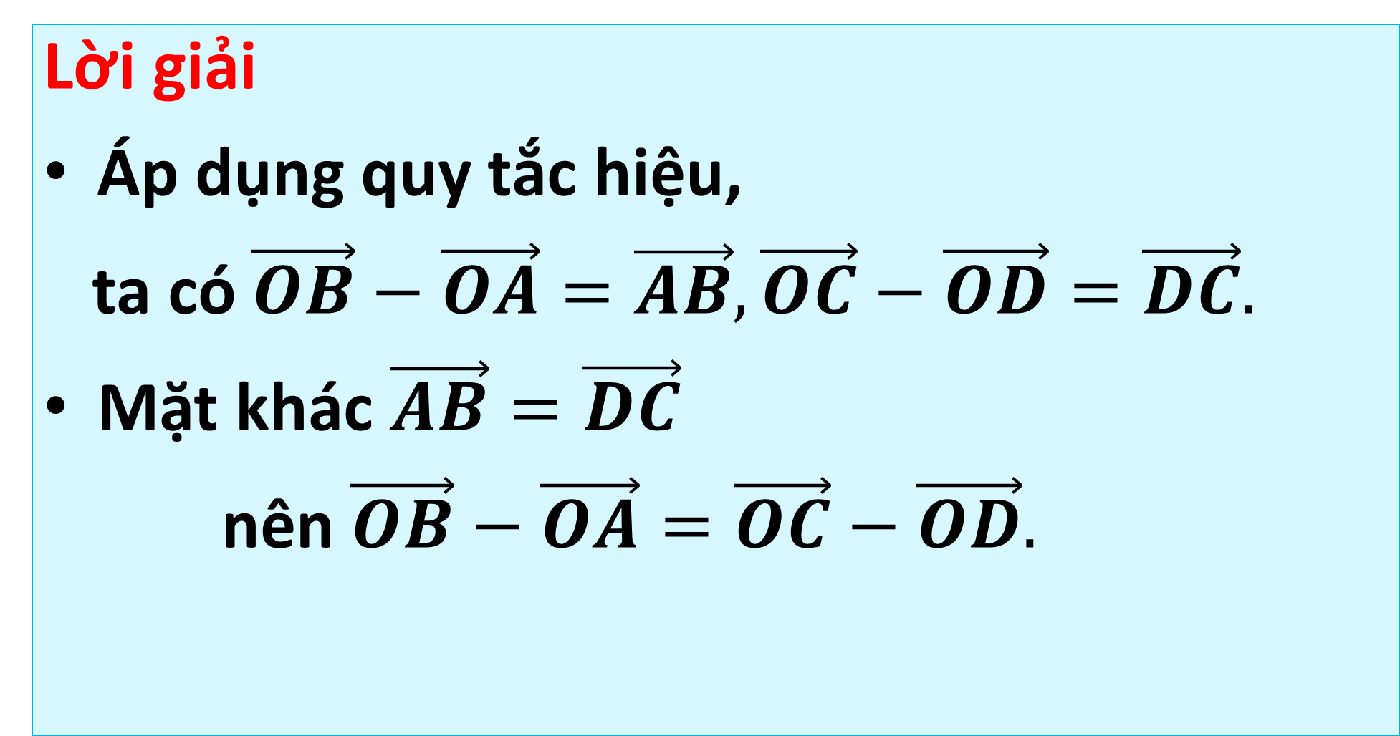 Lời giải
• Áp dụng quy tắc hiệu,
ta có $\overrightarrow{OB} - \overrightarrow{OA} = \overrightarrow{AB}, \overrightarrow{OC} - \overrightarrow{OD} = \overrightarrow{DC}.$
• Mặt khác $\overrightarrow{AB} = \overrightarrow{DC}$
nên $\overrightarrow{OB} - \overrightarrow{OA} = \overrightarrow{OC} - \overrightarrow{OD}.$